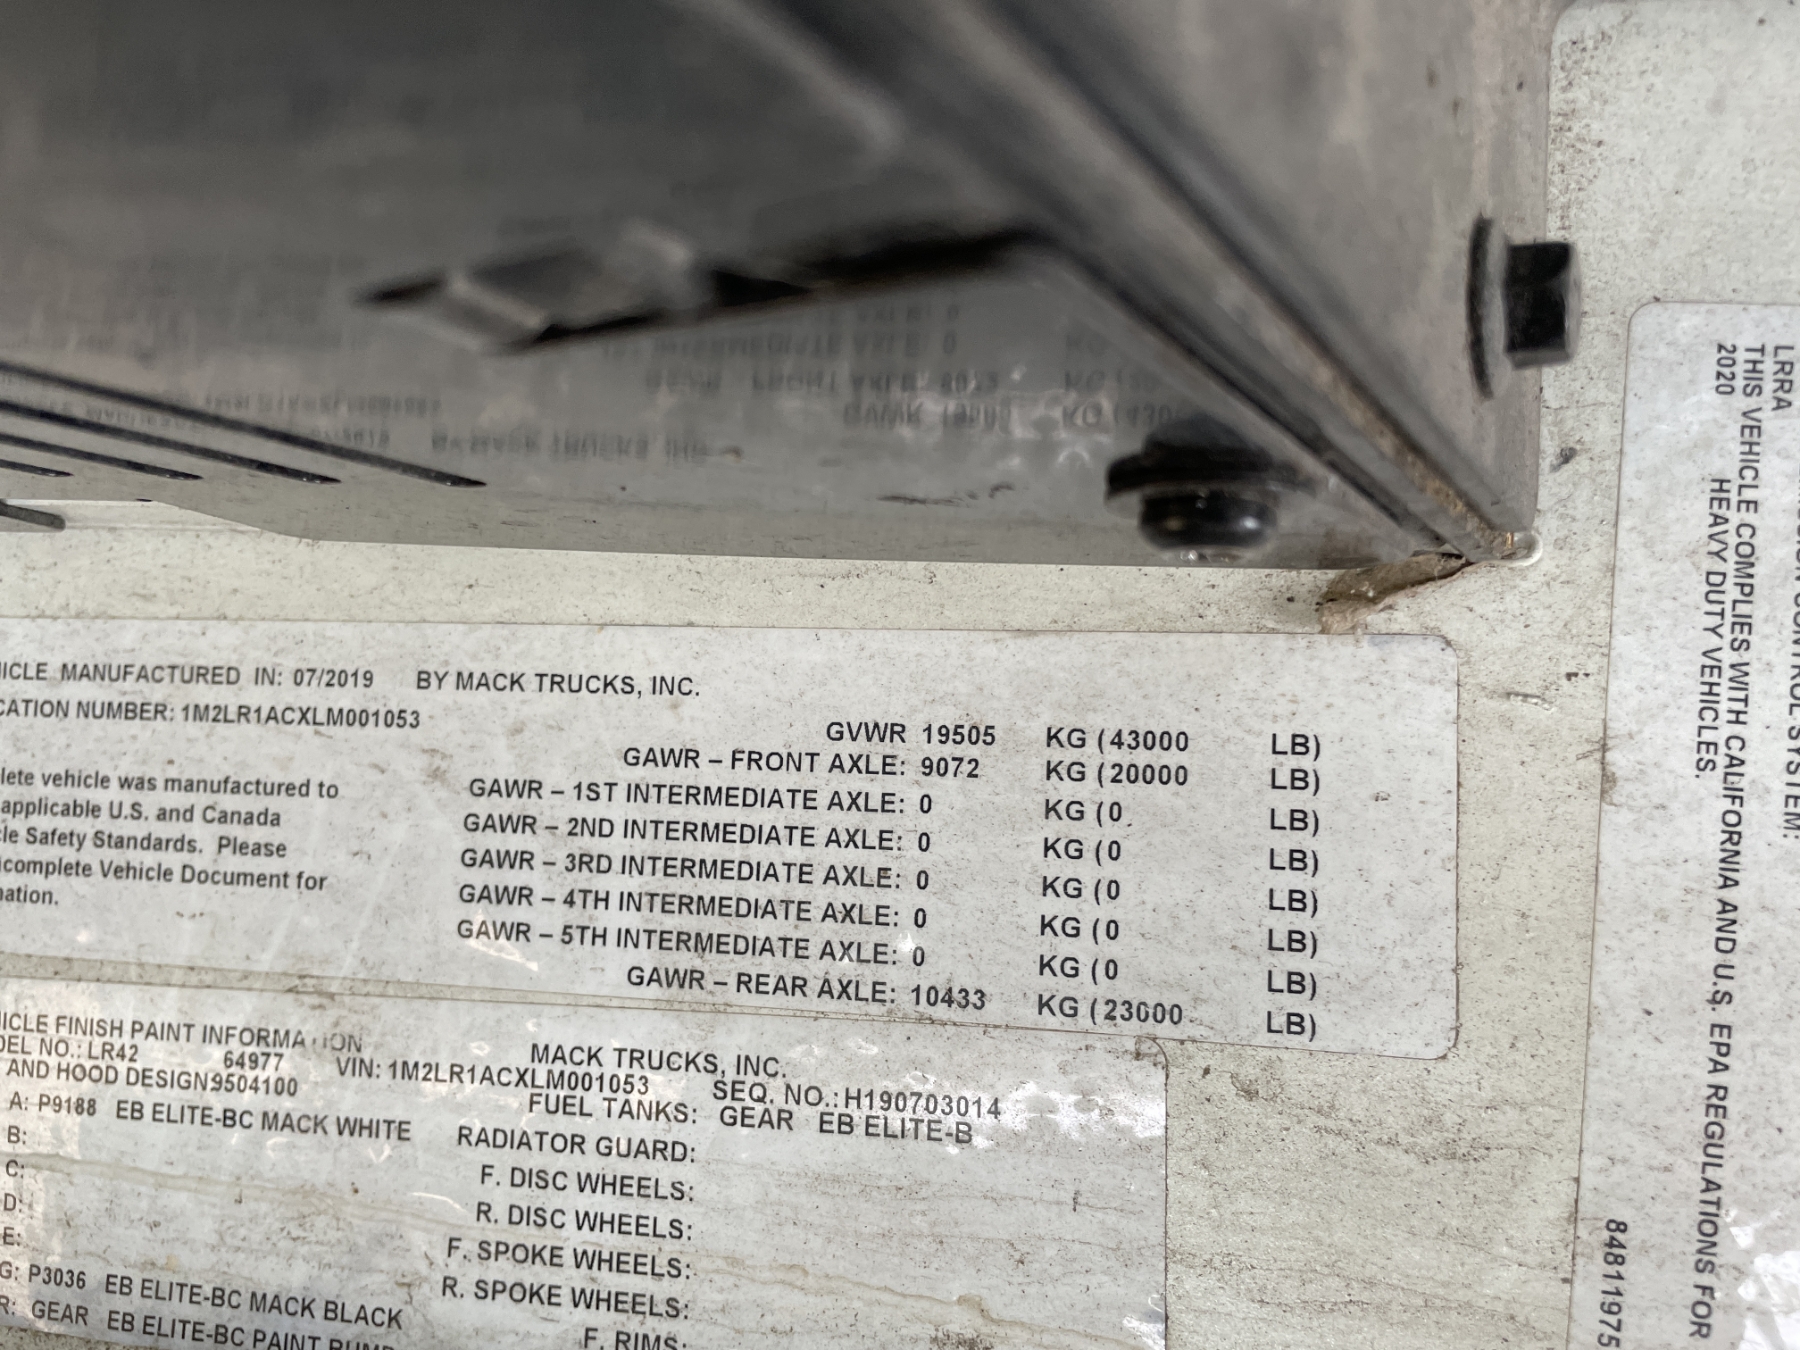 ICLE MANUFACTURED IN: 07/2019 BY MACK TRUCKS, INC.
CATION NUMBER: 1M2LR1ACXLM001053
GVWR 19505 KG (43000 LB)
GAWR – FRONT AXLE: 9072 KG (20000 LB)
GAWR – 1ST INTERMEDIATE AXLE: 0 KG (0 LB)
GAWR – 2ND INTERMEDIATE AXLE: 0 KG (0 LB)
GAWR – 3RD INTERMEDIATE AXLE: 0 KG (0 LB)
GAWR – 4TH INTERMEDIATE AXLE: 0 KG (0 LB)
GAWR – 5TH INTERMEDIATE AXLE: 0 KG (0 LB)
GAWR – REAR AXLE: 10433 KG (23000 LB)
lete vehicle was manufactured to
applicable U.S. and Canada
cle Safety Standards. Please
complete Vehicle Document for
ation.
ICLE FINISH PAINT INFORMATION
MACK TRUCKS, INC.
DEL NO.: LR42 64977 VIN: 1M2LR1ACXLM001053 SEQ. NO.: H190703014
AND HOOD DESIGN9504100 FUEL TANKS: GEAR EB ELITE-B
A: P9188 EB ELITE-BC MACK WHITE RADIATOR GUARD:
B: F. DISC WHEELS:
C: R. DISC WHEELS:
D: F. SPOKE WHEELS:
E: R. SPOKE WHEELS:
G: P3036 EB ELITE-BC MACK BLACK F. RIMS:
R: GEAR EB ELITE-BC PAINT
CONTROL SYSTEM:
LRRA
THIS VEHICLE COMPLIES WITH CALIFORNIA AND U.S. EPA REGULATIONS FOR
2020 HEAVY DUTY VEHICLES.
84811975